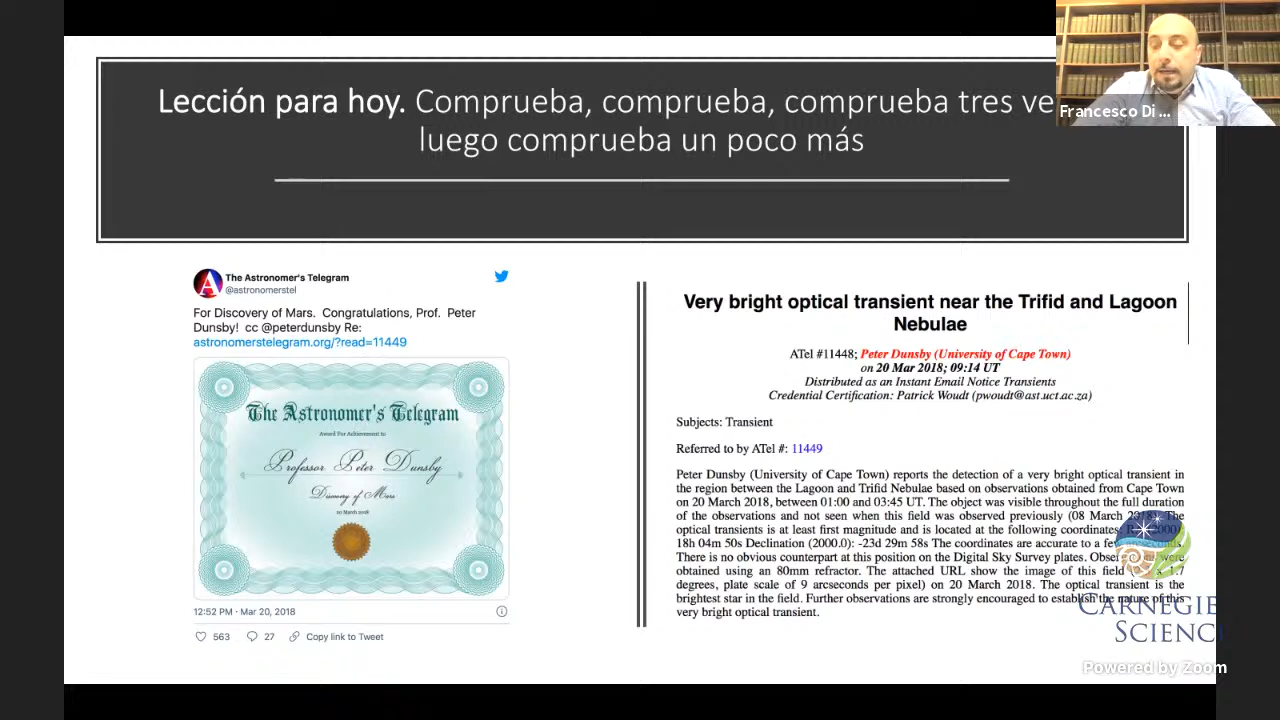 Lección para hoy. Comprueba, comprueba, comprueba tres
luego comprueba un poco más
Francesco Di ...
The Astronomer's Telegram
@astronomerstel
For Discovery of Mars. Congratulations, Prof. Peter
Dunsby! cc @peterdunsby Re:
astronomerstelegram.org/?read=11449
The Astronomer's Telegram
Award For Achievement to
Professor Peter Dunsby
Discovery of Mars
20 March 2018
12:52 PM · Mar 20, 2018
563 27 Copy link to Tweet
Very bright optical transient near the Trifid and Lagoon
Nebulae
ATel #11448; Peter Dunsby (University of Cape Town)
on 20 Mar 2018; 09:14 UT
Distributed as an Instant Email Notice Transients
Credential Certification: Patrick Woudt (pwoudt@ast.uct.ac.za)
Subjects: Transient
Referred to by ATel #: 11449
Peter Dunsby (University of Cape Town) reports the detection of a very bright optical transient in
the region between the Lagoon and Trifid Nebulae based on observations obtained from Cape Town
on 20 March 2018, between 01:00 and 03:45 UT. The object was visible throughout the full duration
of the observations and not seen when this field was observed previously (08 March 2018). The
optical transients is at least first magnitude and is located at the following coordinates:
18h 04m 50s Declination (2000.0): -23d 29m 58s The coordinates are accurate to a few
There is no obvious counterpart at this position on the Digital Sky Survey plates.
obtained using an 80mm refractor. The attached URL show the image of this field
degrees, plate scale of 9 arcseconds per pixel) on 20 March 2018. The optical transient is the
brightest star in the field. Further observations are strongly encouraged to establish the nature of this
very bright optical transient.
CARNEGIE
SCIENC
Powered by Zoom